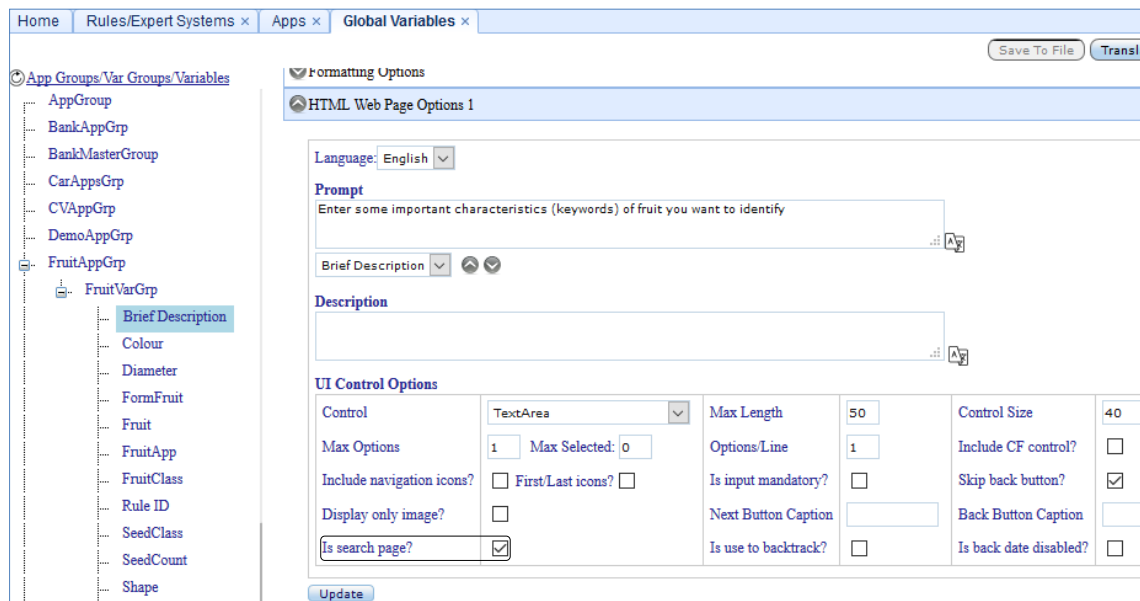 Home Rules/Expert Systems × Apps × Global Variables ×
Save To File Transl
App Groups/Var Groups/Variables
AppGroup
BankAppGrp
BankMasterGroup
CarAppsGrp
CVAppGrp
DemoAppGrp
FruitAppGrp
FruitVarGrp
Brief Description
Colour
Diameter
FormFruit
Fruit
FruitApp
FruitClass
Rule ID
SeedClass
SeedCount
Shape
Formatting Options
HTML Web Page Options 1
Language: English
Prompt
Enter some important characteristics (keywords) of fruit you want to identify
Brief Description
Description
UI Control Options
Control TextArea Max Length 50 Control Size 40
Max Options 1 Max Selected: 0 Options/Line 1 Include CF control?
Include navigation icons? First/Last icons? Is input mandatory? Skip back button?
Display only image? Next Button Caption Back Button Caption
Is search page? Is use to backtrack? Is back date disabled?
Update